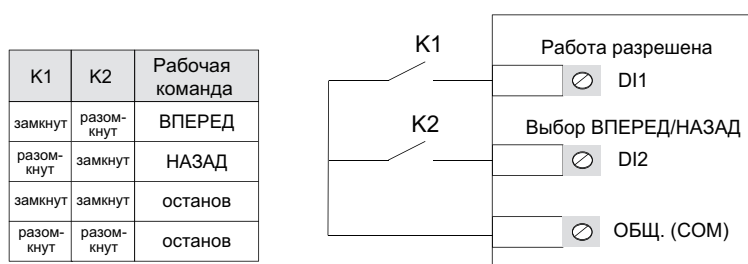 K1 K2 Рабочая
команда
замкнут разом-
кнут ВПЕРЕД
разом-
кнут замкнут НАЗАД
замкнут замкнут останов
разом-
кнут разом-
кнут останов
K1
K2
Работа разрешена
DI1
Выбор ВПЕРЕД/НАЗАД
DI2
ОБЩ. (COM)